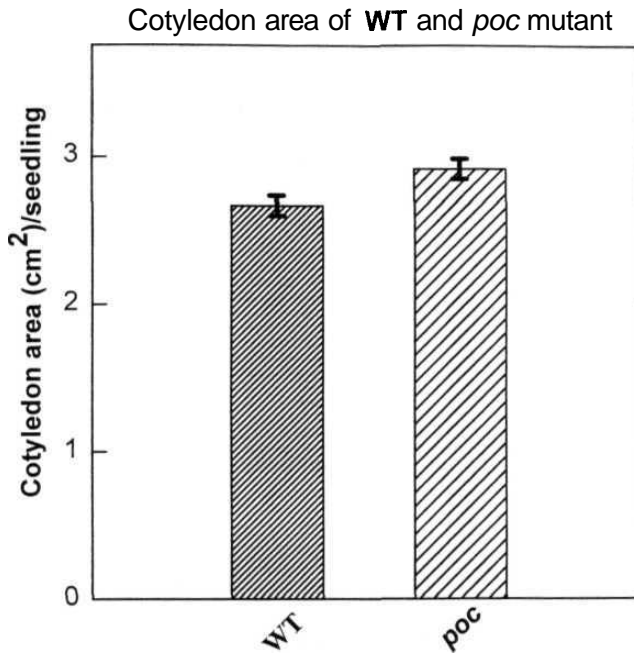 Cotyledon area of WT and poc mutant
Cotyledon area (cm²)/seedling
3
2
1
0
WT
poc